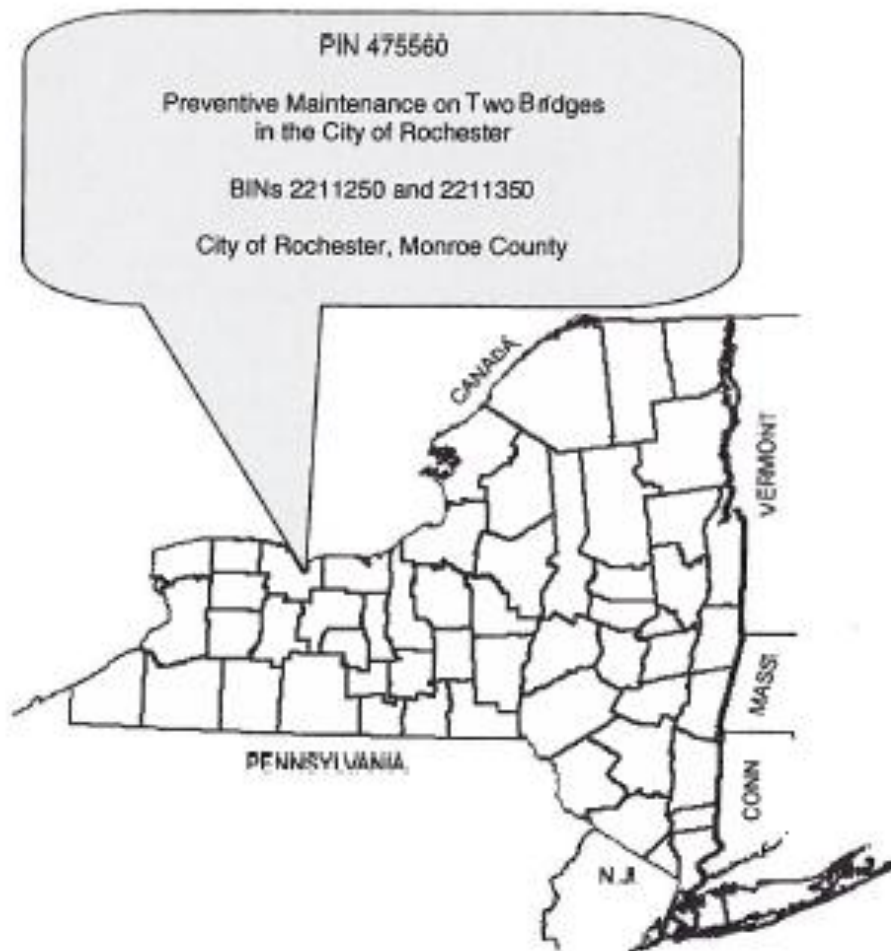 PIN 475560
Preventive Maintenance on Two Bridges
in the City of Rochester
BINs 2211250 and 2211350
City of Rochester, Monroe County
CANADA
VERMONT
MASS
PENNSYLVANIA
CONN
N.J.